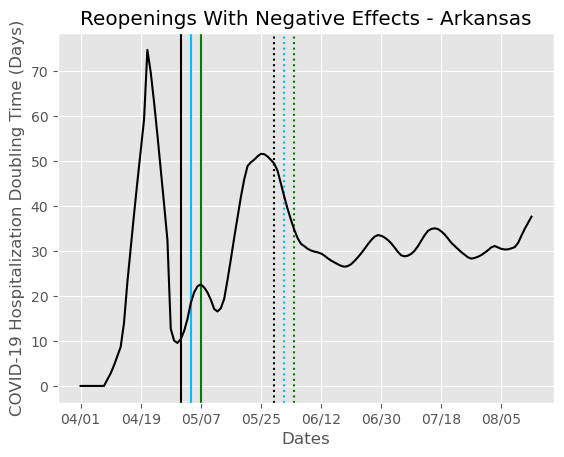 Reopenings With Negative Effects - Arkansas
COVID-19 Hospitalization Doubling Time (Days)
70
60
50
40
30
20
10
0
04/01 04/19 05/07 05/25 06/12 06/30 07/18 08/05
Dates